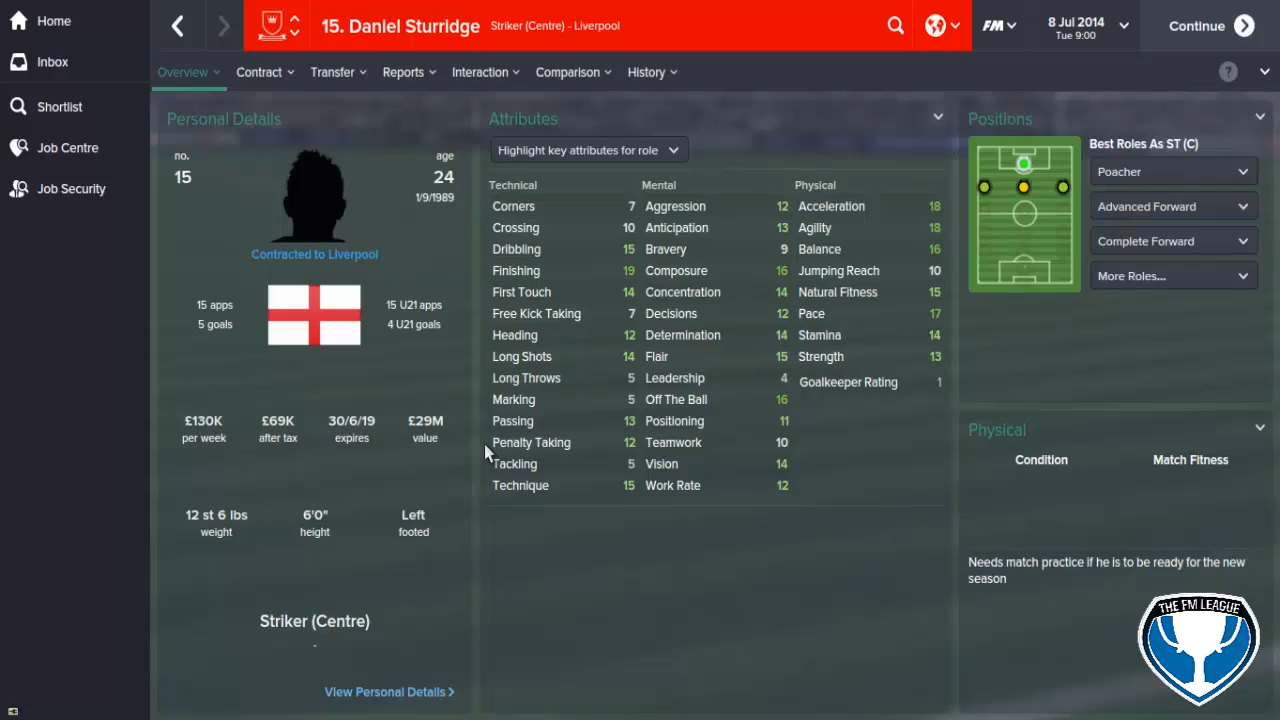 Home
Inbox
Shortlist
Job Centre
Job Security
15. Daniel Sturridge Striker (Centre) - Liverpool
FM
8 Jul 2014
Tue 9:00
Continue
Overview Contract Transfer Reports Interaction Comparison History
?
Personal Details
no.
15
age
24
1/9/1989
Contracted to Liverpool
15 apps
5 goals
15 U21 apps
4 U21 goals
£130K per week
£69K after tax
30/6/19 expires
£29M value
12 st 6 lbs weight
6'0" height
Left footed
Striker (Centre)
-
View Personal Details >
Attributes
Highlight key attributes for role
Technical Mental Physical
Corners 7 Aggression 12 Acceleration 18
Crossing 10 Anticipation 13 Agility 18
Dribbling 15 Bravery 9 Balance 16
Finishing 19 Composure 16 Jumping Reach 10
First Touch 14 Concentration 14 Natural Fitness 15
Free Kick Taking 7 Decisions 12 Pace 17
Heading 12 Determination 14 Stamina 14
Long Shots 14 Flair 15 Strength 13
Long Throws 5 Leadership 4 Goalkeeper Rating 1
Marking 5 Off The Ball 16
Passing 13 Positioning 11
Penalty Taking 12 Teamwork 10
Tackling 5 Vision 14
Technique 15 Work Rate 12
Positions
Best Roles As ST (C)
Poacher
Advanced Forward
Complete Forward
More Roles...
Physical
Condition Match Fitness
Needs match practice if he is to be ready for the new
season
THE FM LEAGUE